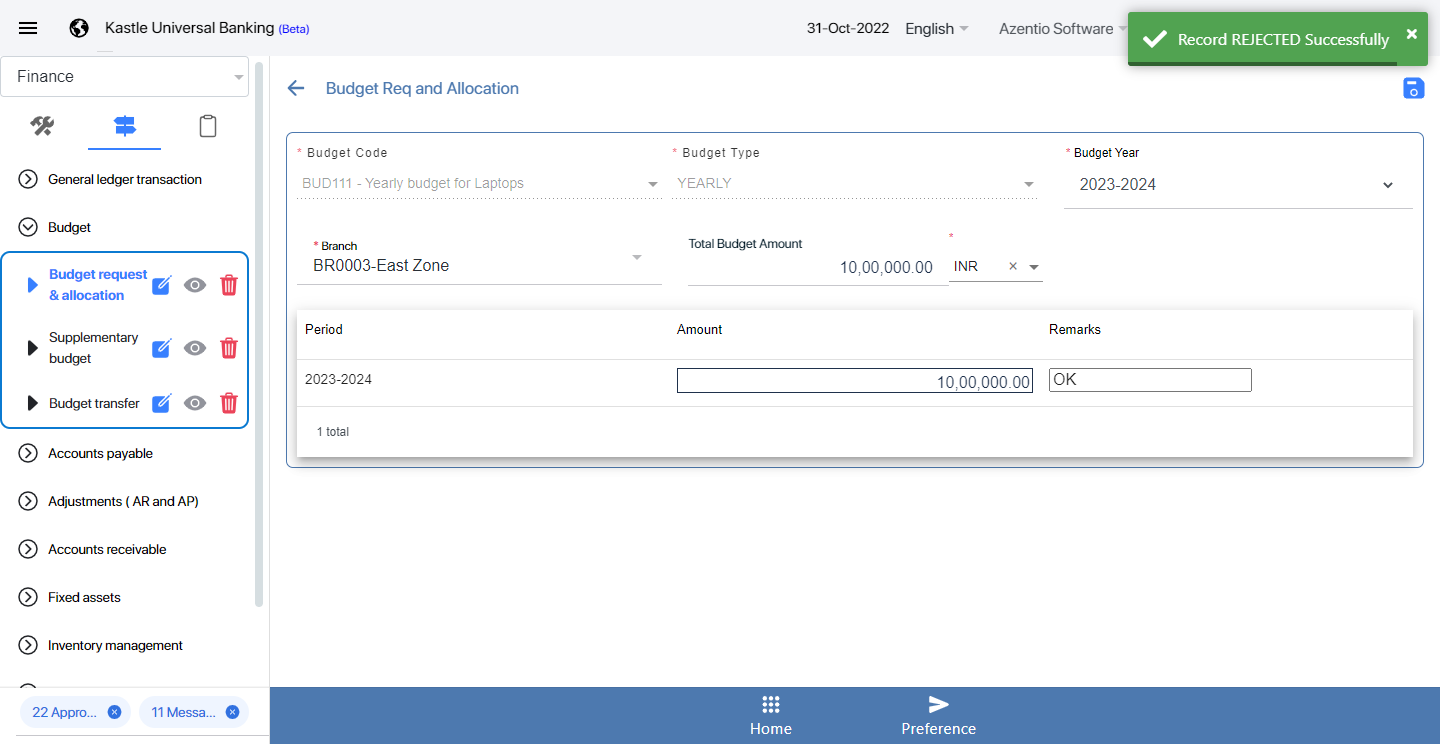 Kastle Universal Banking (Beta)
31-Oct-2022
English
Azentio Software
Record REJECTED Successfully
Finance
General ledger transaction
Budget
Budget request
& allocation
Supplementary
budget
Budget transfer
Accounts payable
Adjustments ( AR and AP)
Accounts receivable
Fixed assets
Inventory management
22 Appro...
11 Messa...
Budget Req and Allocation
* Budget Code
BUD111 - Yearly budget for Laptops
* Budget Type
YEARLY
* Budget Year
2023-2024
* Branch
BR0003-East Zone
Total Budget Amount
10,00,000.00
*
INR
Period Amount Remarks
2023-2024 10,00,000.00 OK
1 total
Home
Preference